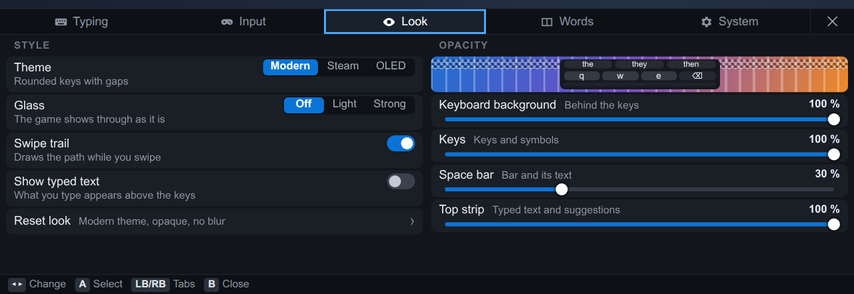 Typing Input Look Words System
STYLE
Theme
Rounded keys with gaps
Modern Steam OLED
Glass
The game shows through as it is
Off Light Strong
Swipe trail
Draws the path while you swipe
Show typed text
What you type appears above the keys
Reset look Modern theme, opaque, no blur
OPACITY
the they then
q w e
Keyboard background Behind the keys 100 %
Keys Keys and symbols 100 %
Space bar Bar and its text 30 %
Top strip Typed text and suggestions 100 %
Change A Select LB/RB Tabs B Close